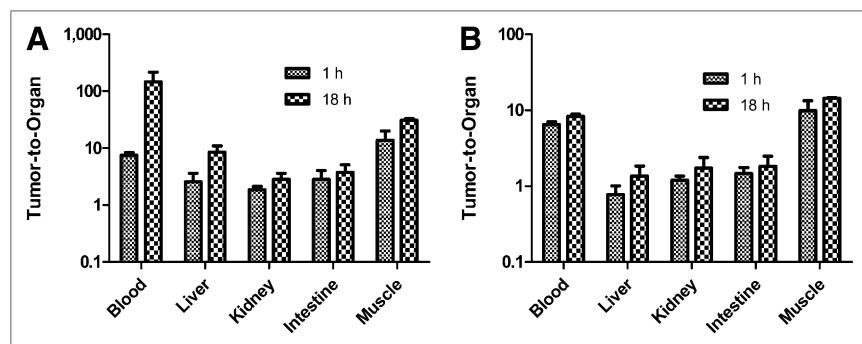 A
Tumor-to-Organ
1,000
100
10
1
0.1
1 h
18 h
Blood
Liver
Kidney
Intestine
Muscle
B
Tumor-to-Organ
100
10
1
0.1
1 h
18 h
Blood
Liver
Kidney
Intestine
Muscle